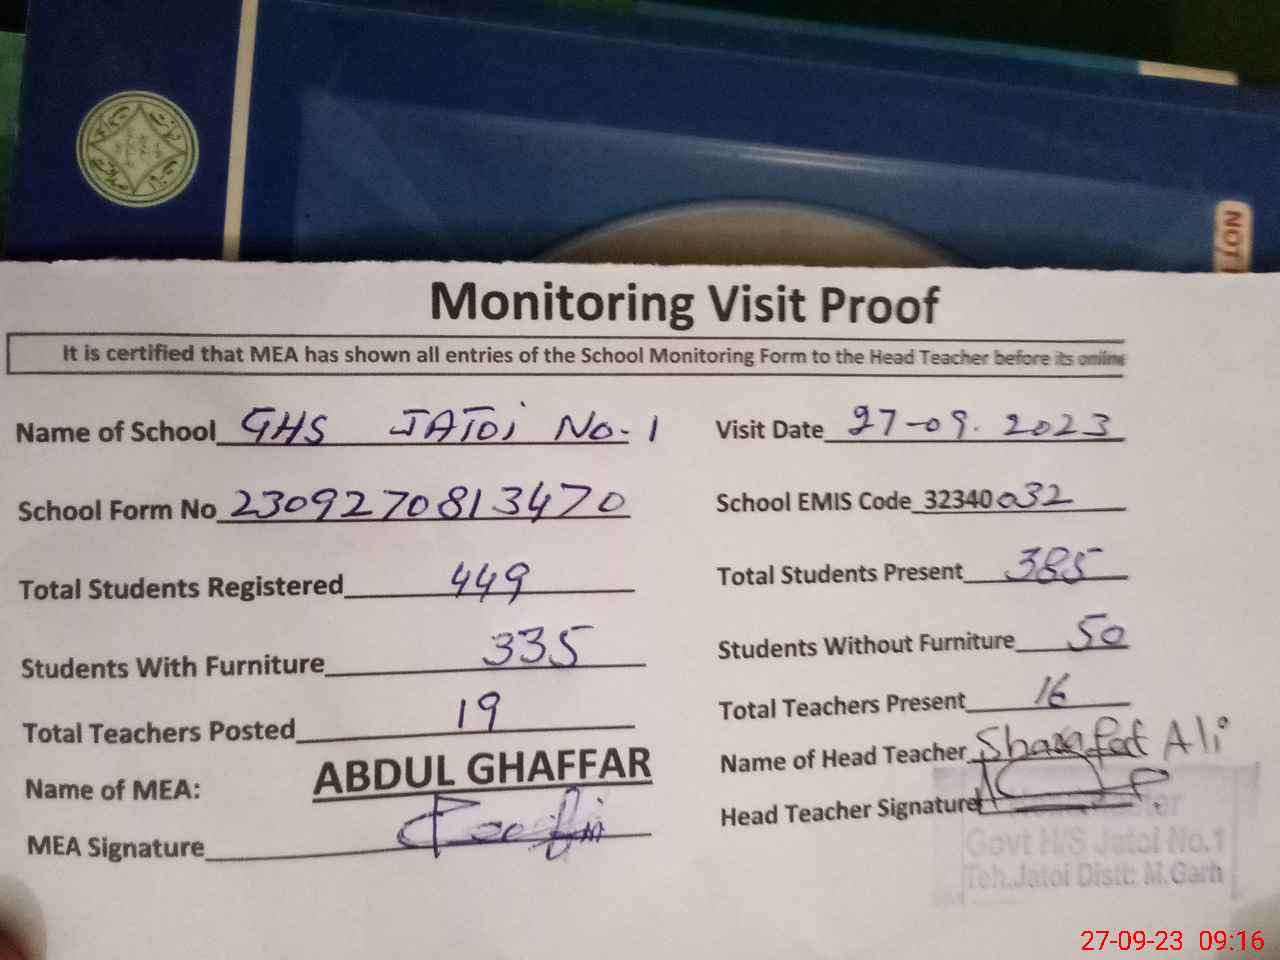 NOT
Monitoring Visit Proof
It is certified that MEA has shown all entries of the School Monitoring Form to the Head Teacher before its online
Name of School GHS JATOi No-1 Visit Date 27-09.2023
School Form No 2309270813470 School EMIS Code 32340032
Total Students Registered 449 Total Students Present 385
Students With Furniture 335 Students Without Furniture 50
Total Teachers Posted 19 Total Teachers Present 16
Name of MEA: ABDUL GHAFFAR Name of Head Teacher Sharafat Ali
MEA Signature Head Teacher Signature
Govt H/S Jatoi No.1
Teh.Jatoi Distt: M.Garh
27-09-23 09:16